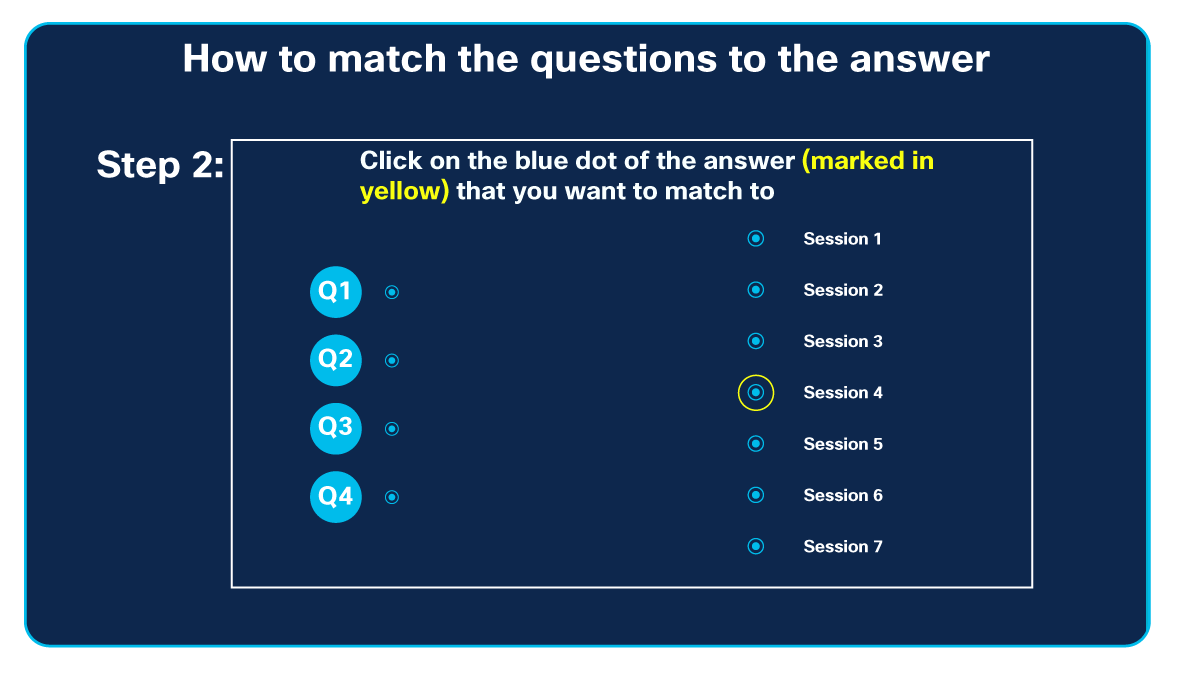 How to match the questions to the answer
Step 2:
Click on the blue dot of the answer (marked in
yellow) that you want to match to
Session 1
Q1
Session 2
Q2
Session 3
Session 4
Q3
Session 5
Q4
Session 6
Session 7